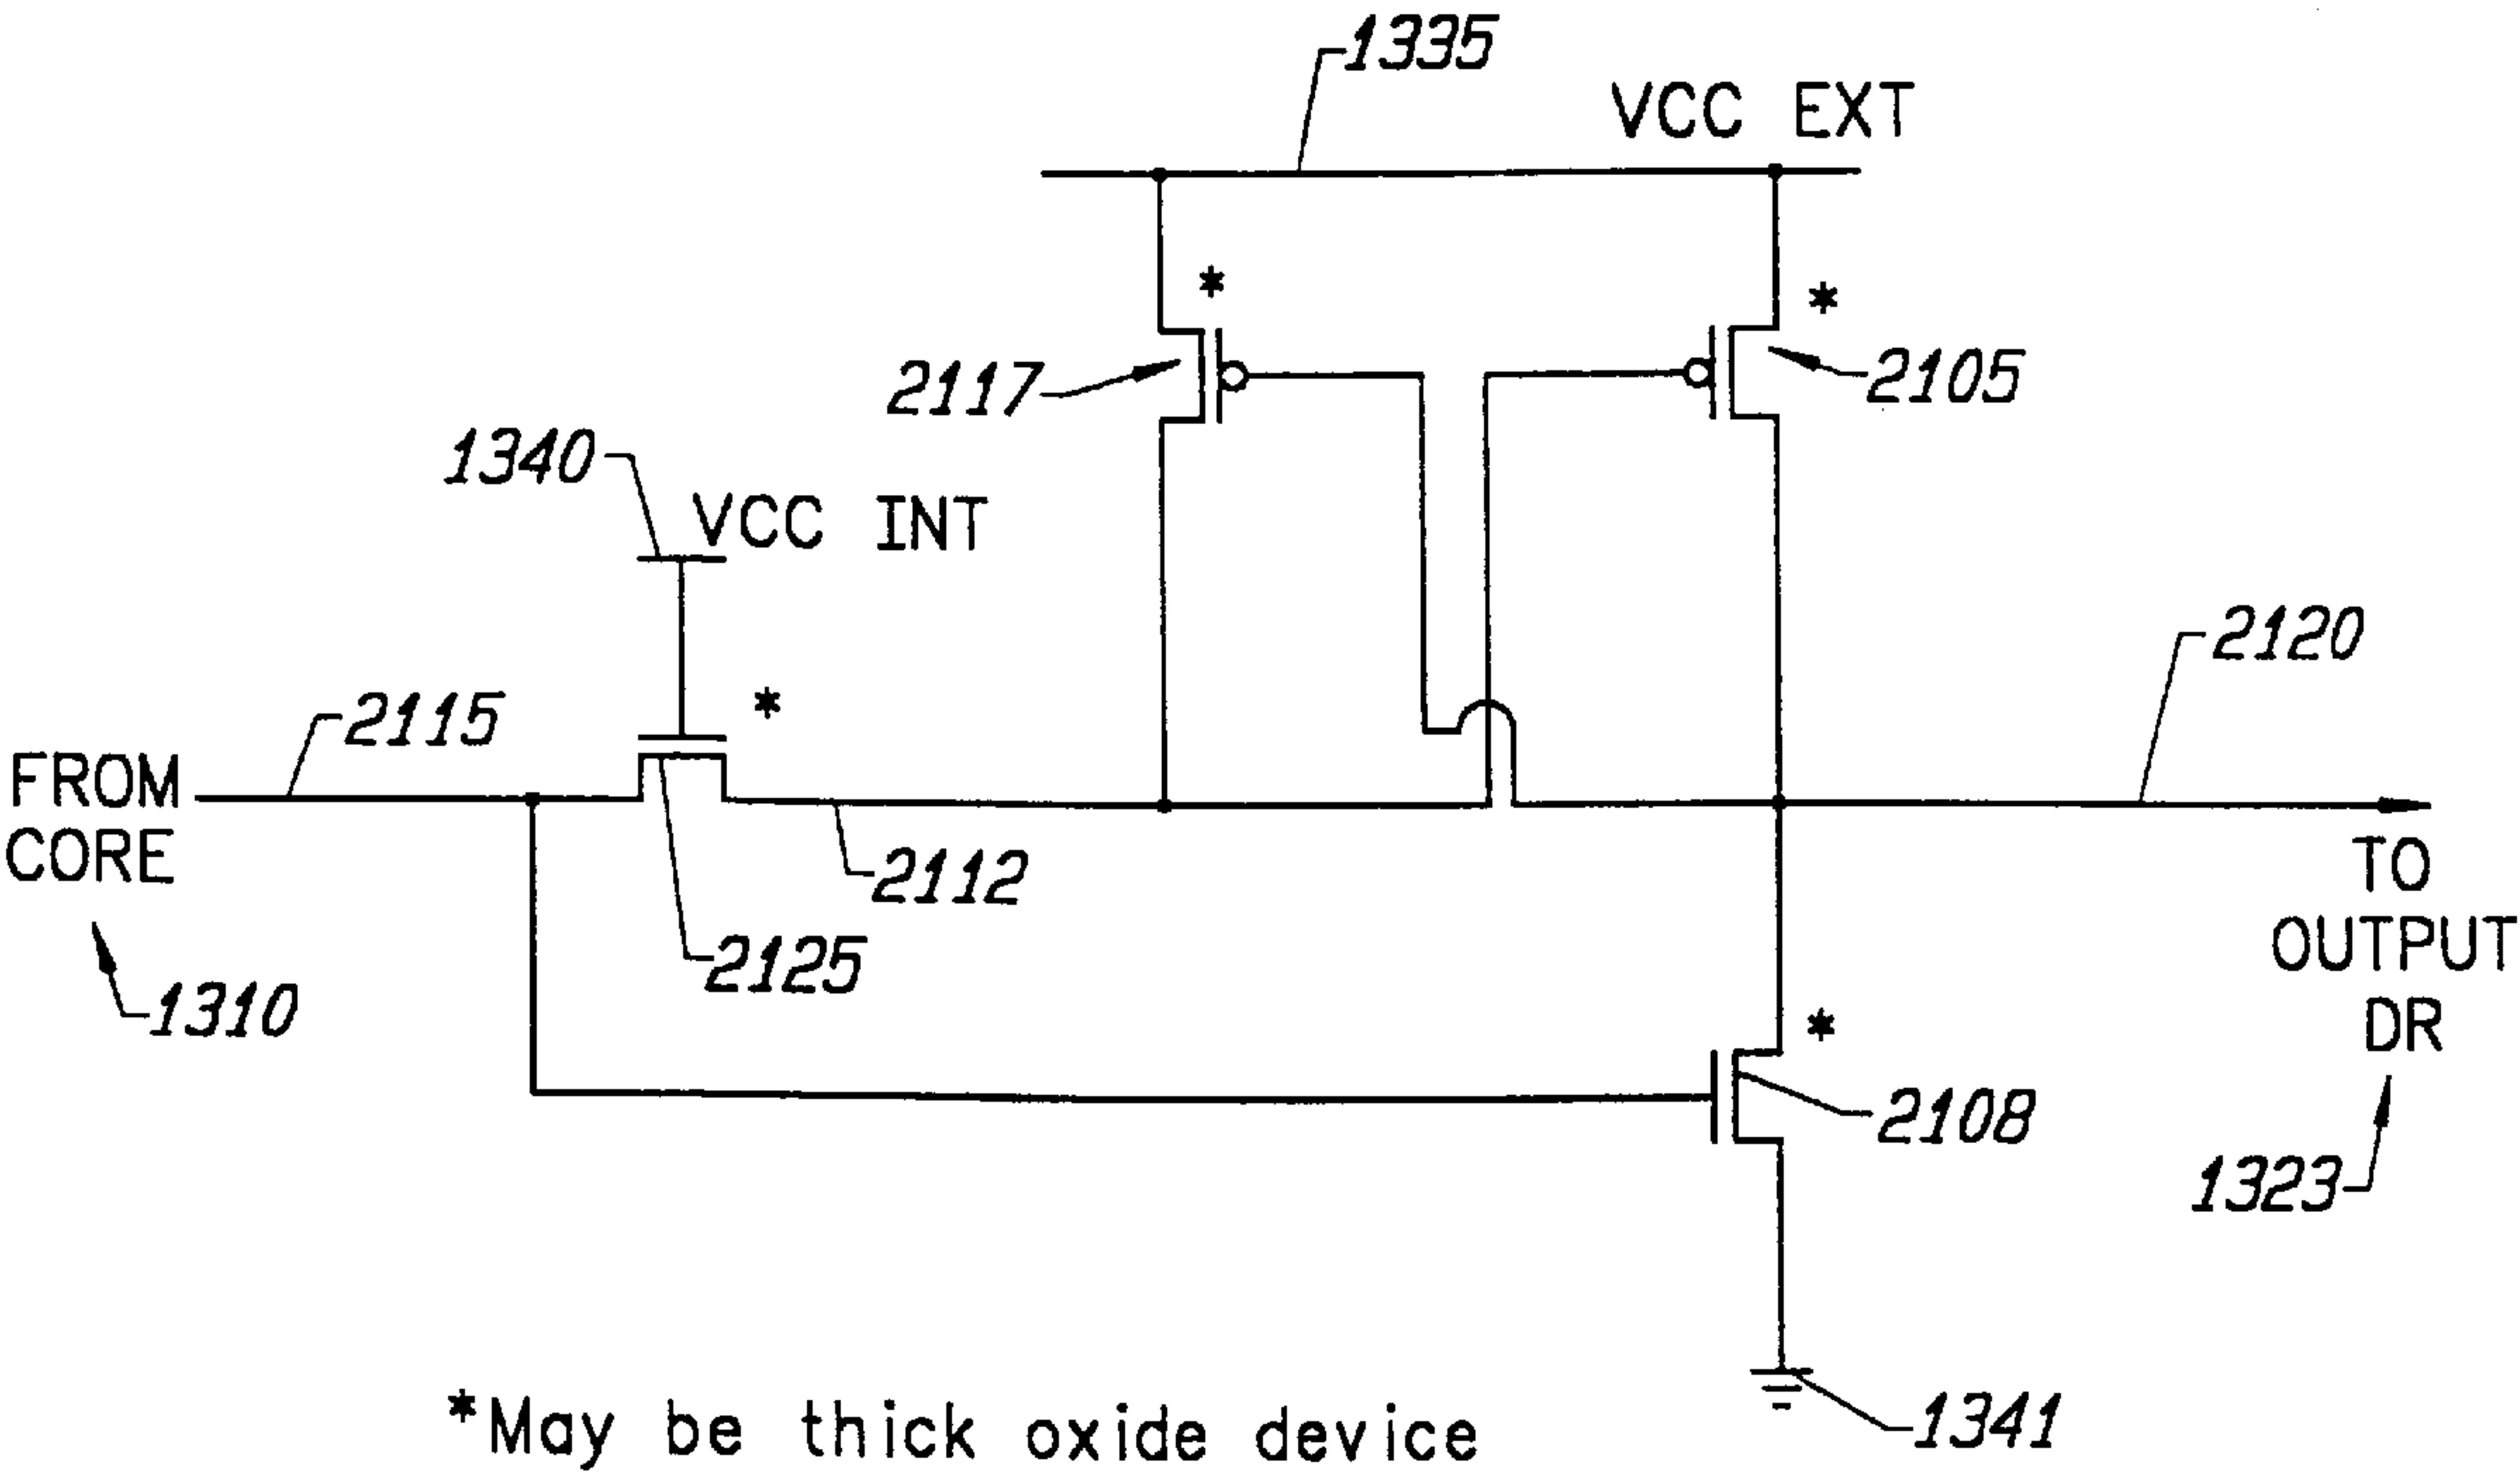 1335
VCC EXT
*
*
2117
2105
1340
VCC INT
2120
*
2115
FROM
CORE
2112
TO
OUTPUT
DR
2125
1310
*
2108
1323
1341
*May be thick oxide device